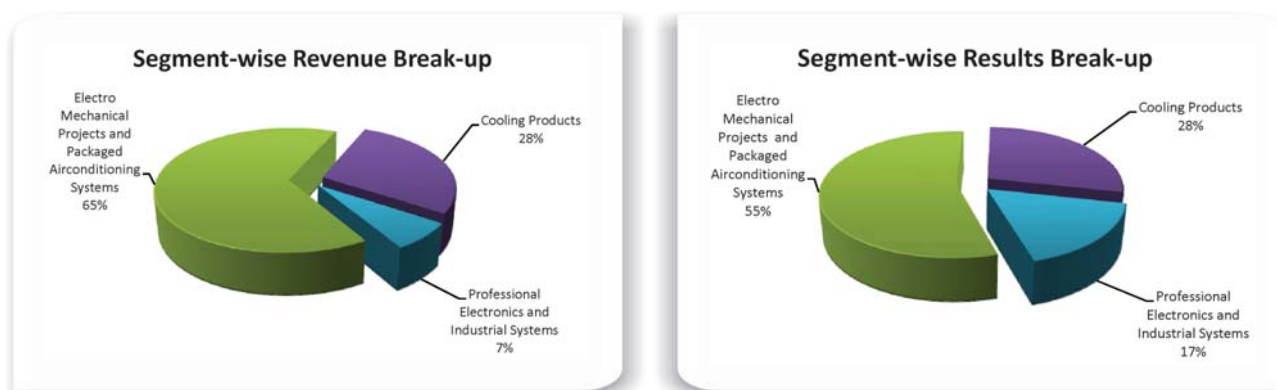 Segment-wise Revenue Break-up
Electro
Mechanical
Projects and
Packaged
Airconditioning
Systems
65%
Cooling Products
28%
Professional
Electronics and
Industrial Systems
7%
Segment-wise Results Break-up
Electro
Mechanical
Projects and
Packaged
Airconditioning
Systems
55%
Cooling Products
28%
Professional
Electronics and
Industrial Systems
17%